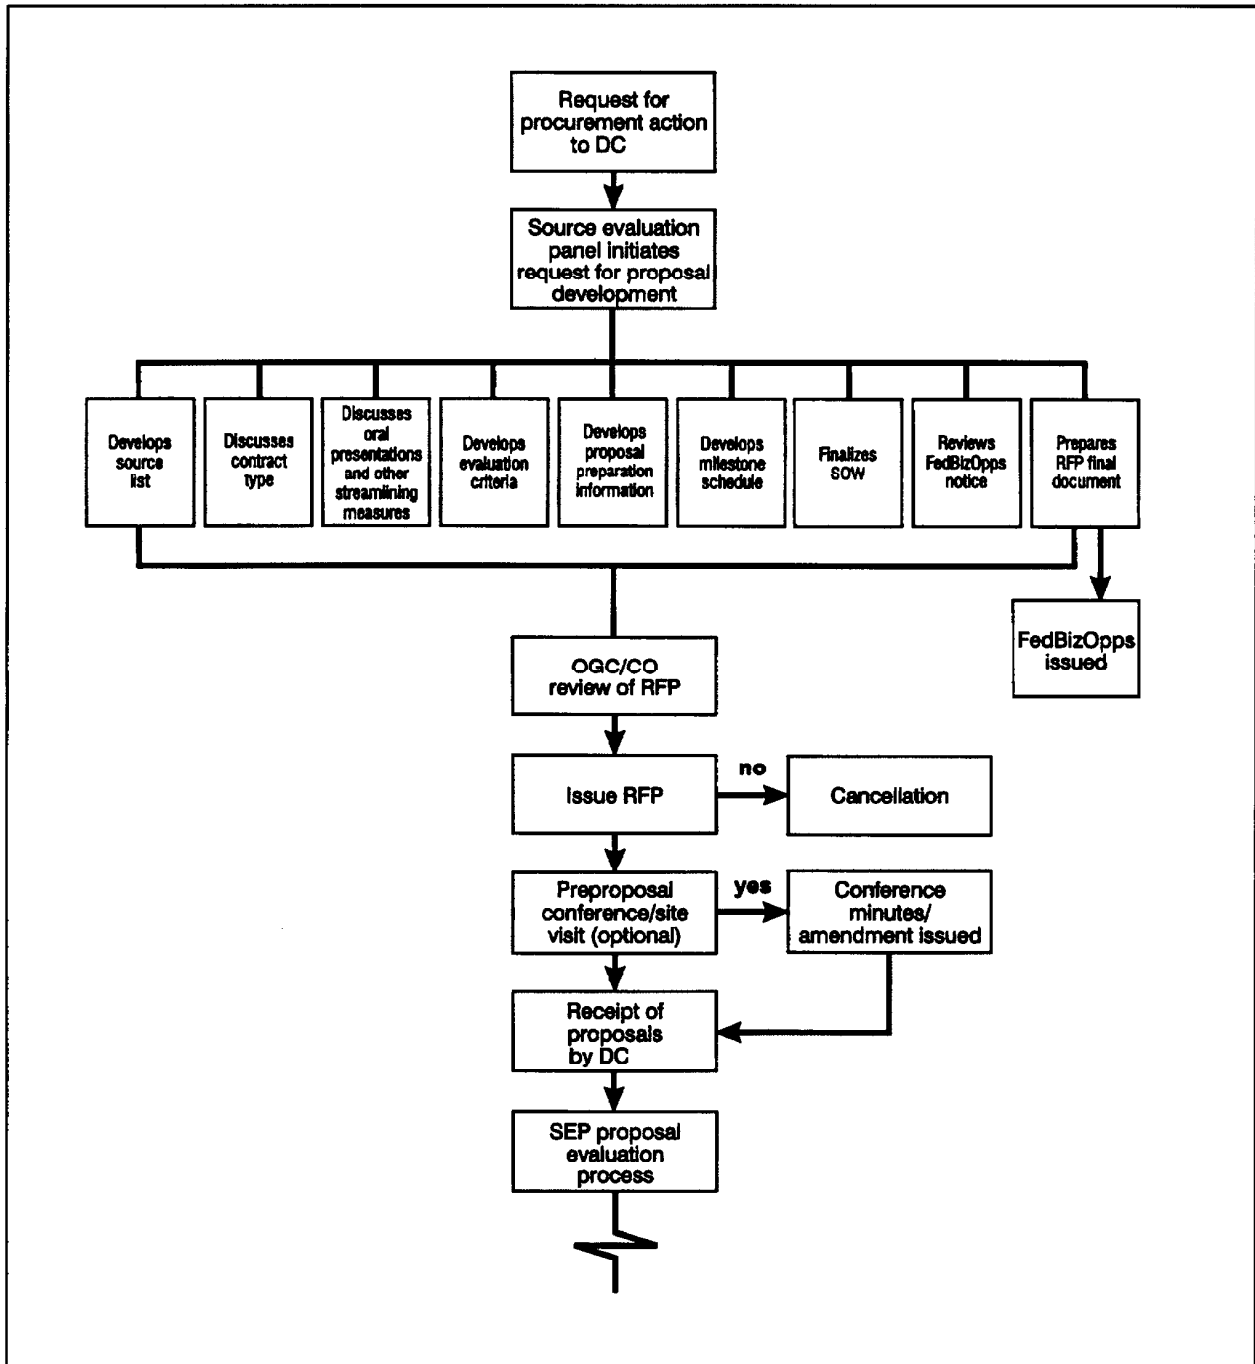 Request for
procurement action
to DC
Source evaluation
panel initiates
request for proposal
development
Develops
source
list
Discusses
contract
type
Discusses
oral
presentations
and other
streamlining
measures
Develops
evaluation
criteria
Develops
proposal
preparation
information
Develops
milestone
schedule
Finalizes
SOW
Reviews
FedBizOpps
notice
Prepares
RFP final
document
FedBizOpps
issued
OGC/CO
review of RFP
Issue RFP
no
Cancellation
Preproposal
conference/site
visit (optional)
yes
Conference
minutes/
amendment issued
Receipt of
proposals
by DC
SEP proposal
evaluation
process